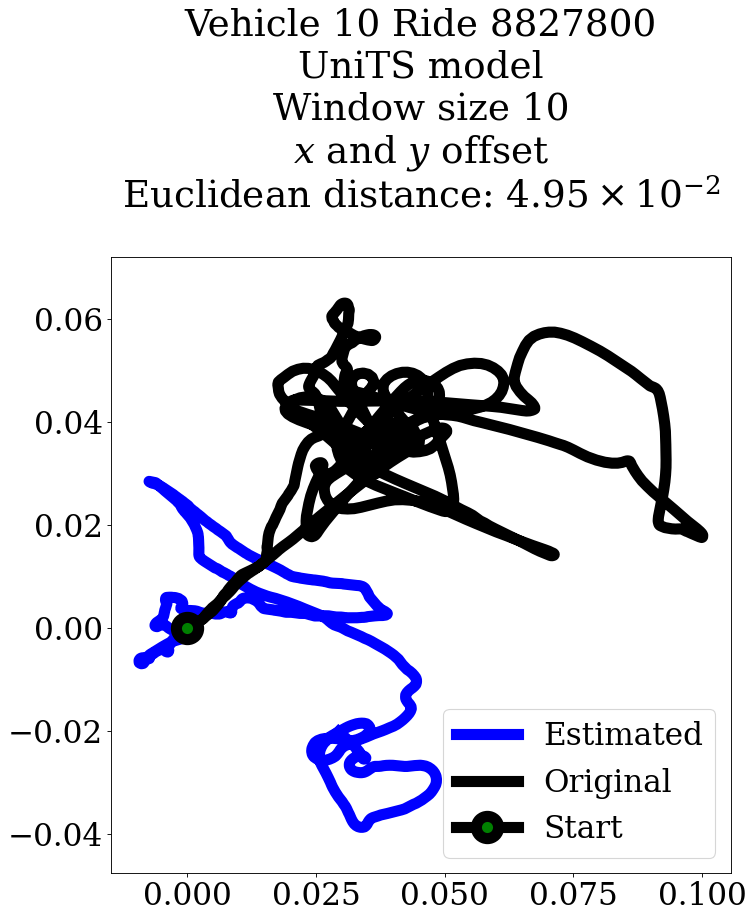 Vehicle 10 Ride 8827800
UniTS model
Window size 10
x and y offset
Euclidean distance: 4.95 × 10⁻²
0.06
0.04
0.02
0.00
−0.02
−0.04
Estimated
Original
Start
0.000 0.025 0.050 0.075 0.100